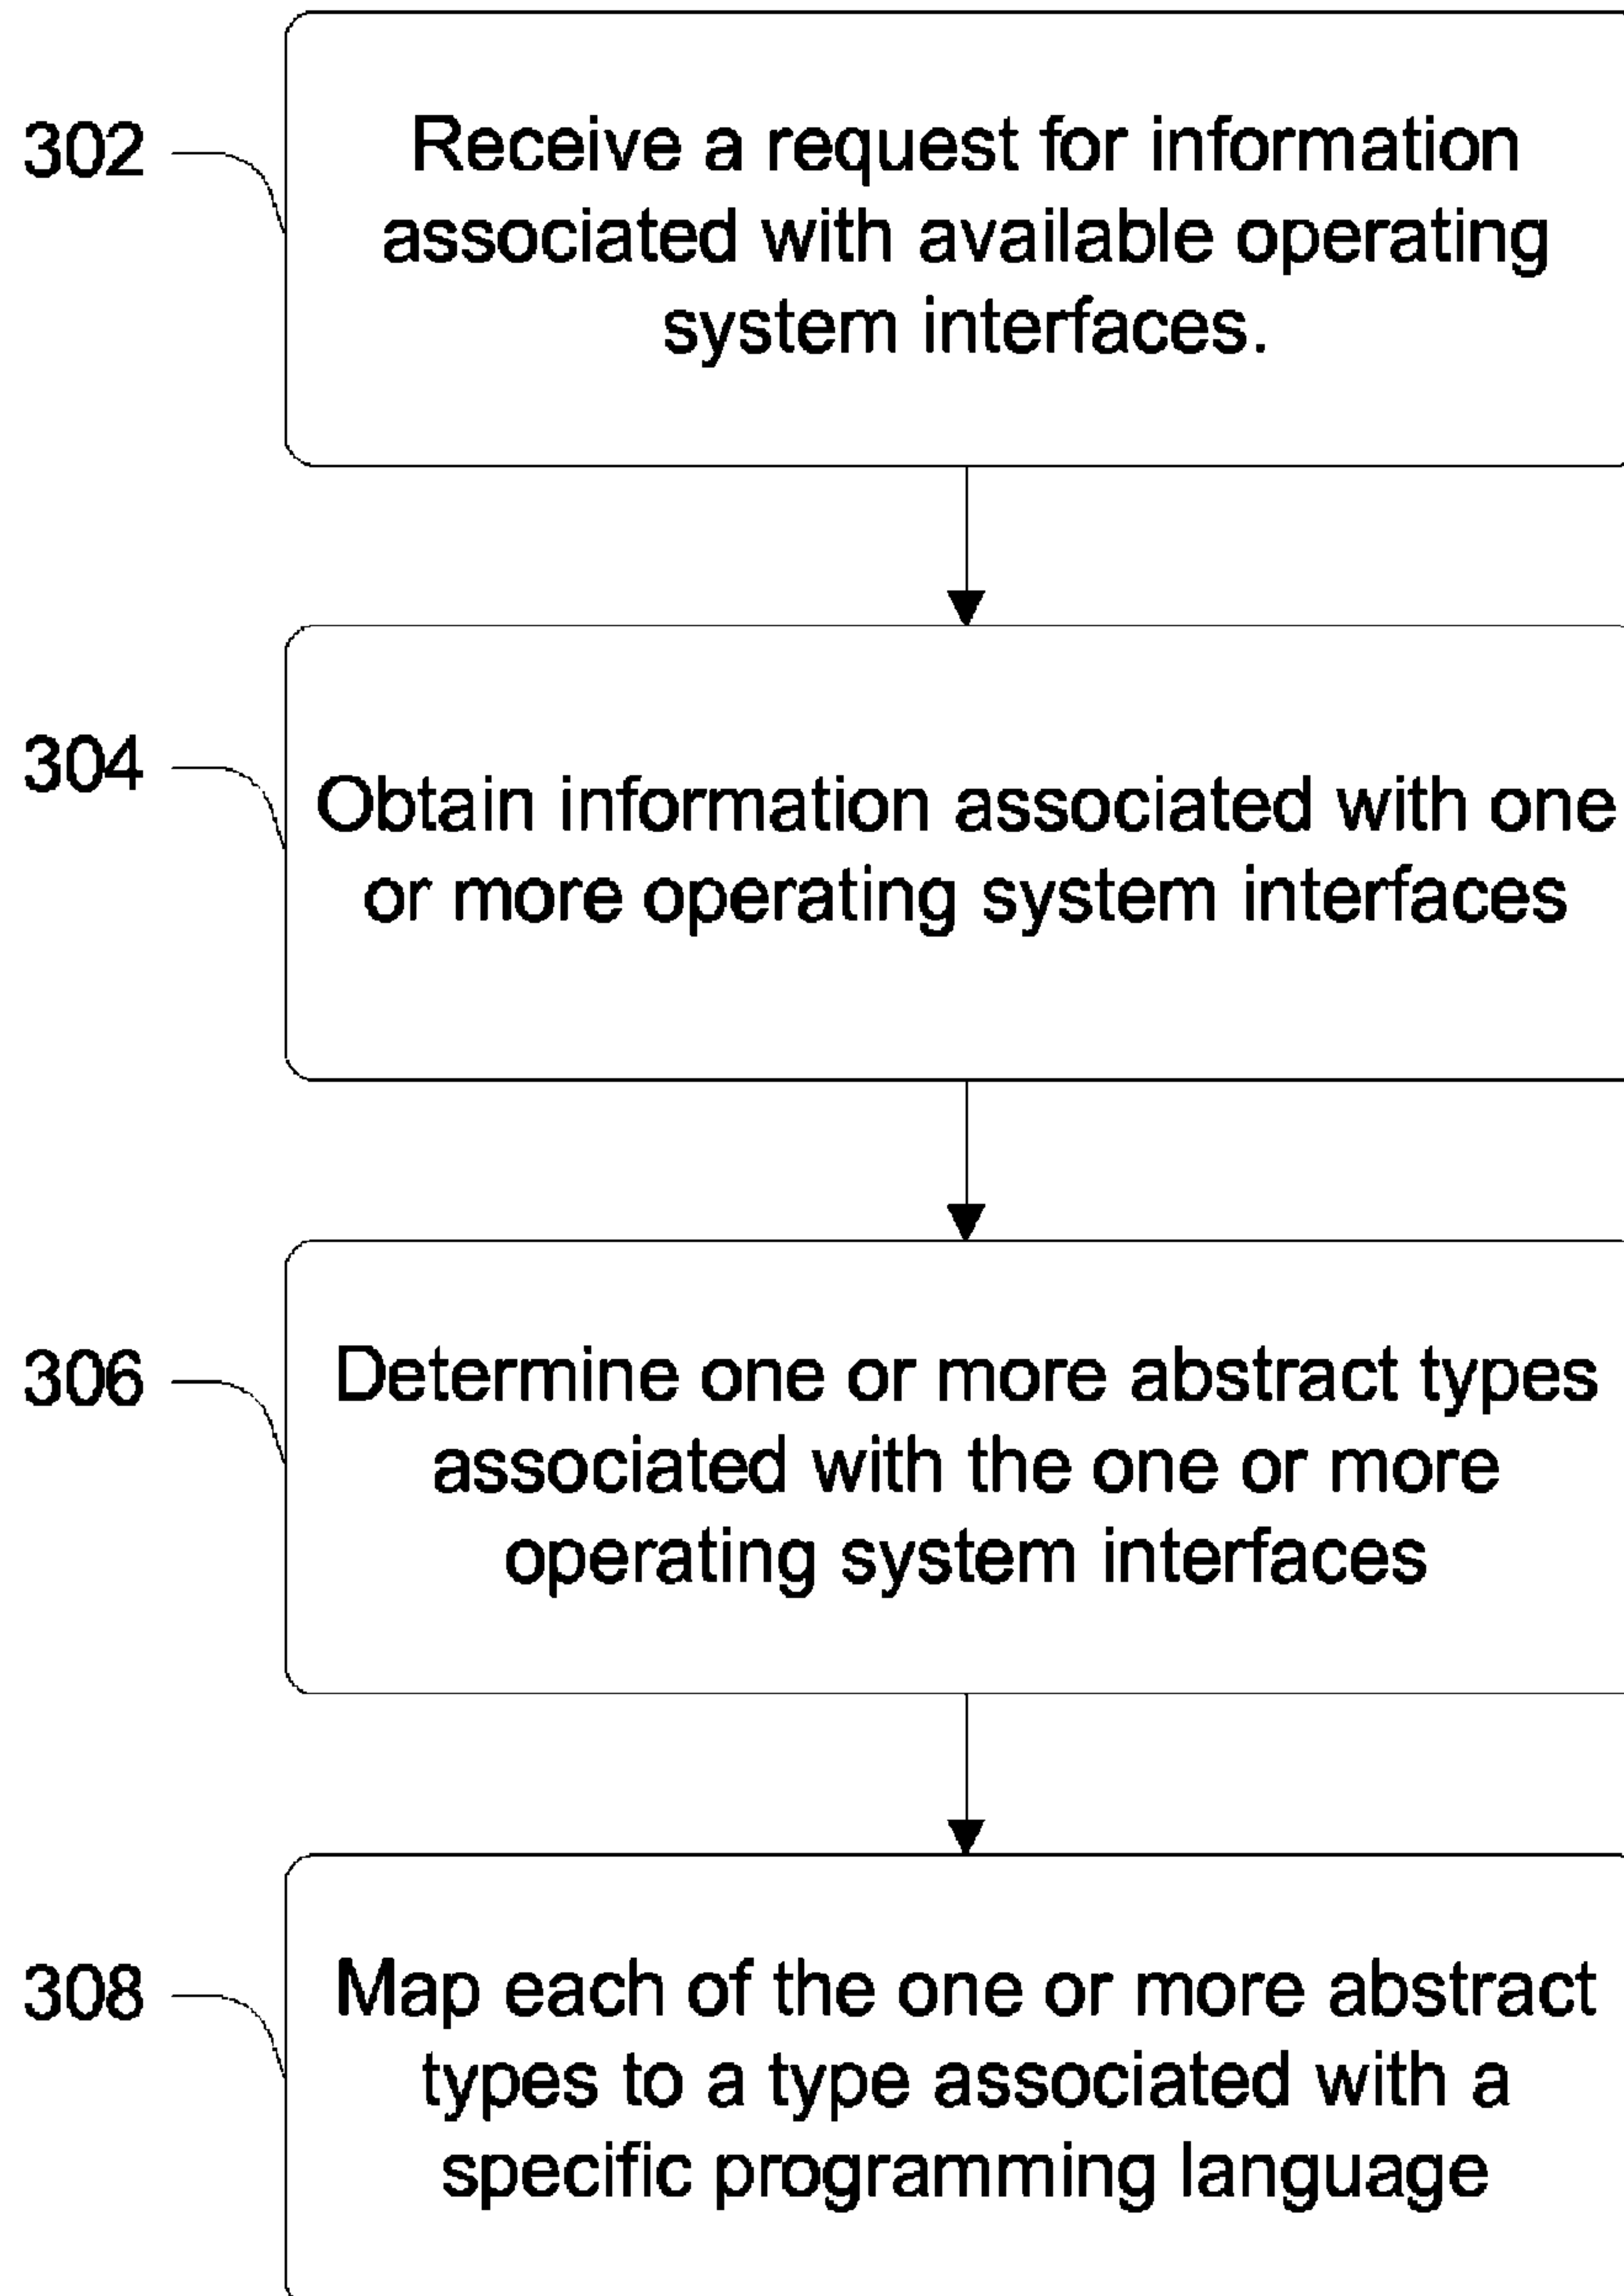 302
Receive a request for information
associated with available operating
system interfaces.
304
Obtain information associated with one
or more operating system interfaces
306
Determine one or more abstract types
associated with the one or more
operating system interfaces
308
Map each of the one or more abstract
types to a type associated with a
specific programming language